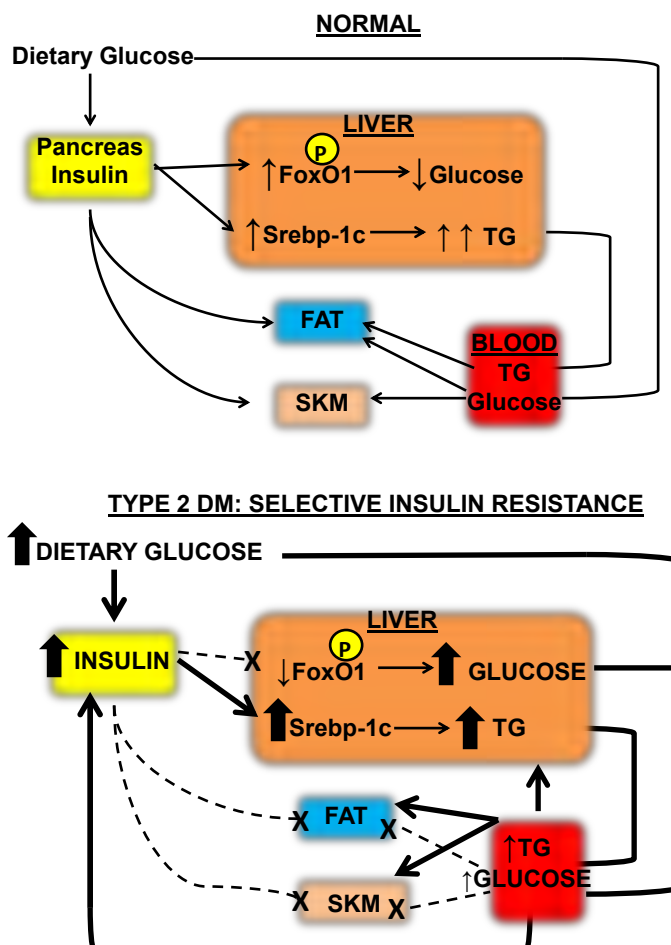 NORMAL
Dietary Glucose
Pancreas
Insulin
LIVER
P
↑FoxO1 → ↓Glucose
↑Srebp-1c → ↑ ↑ TG
FAT
BLOOD
TG
Glucose
SKM
TYPE 2 DM: SELECTIVE INSULIN RESISTANCE
↑DIETARY GLUCOSE
LIVER
P
↑INSULIN
X
↓FoxO1 → ↑ GLUCOSE
↑Srebp-1c → ↑ TG
X FAT X
↑TG
↑GLUCOSE
X SKM X